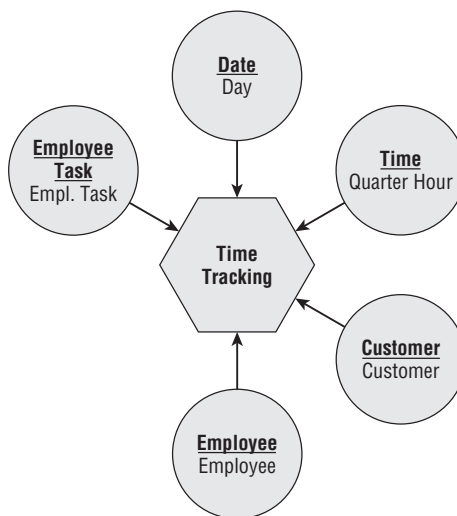 Date
Day
Employee
Task
Empl. Task
Time
Quarter Hour
Time
Tracking
Customer
Customer
Employee
Employee